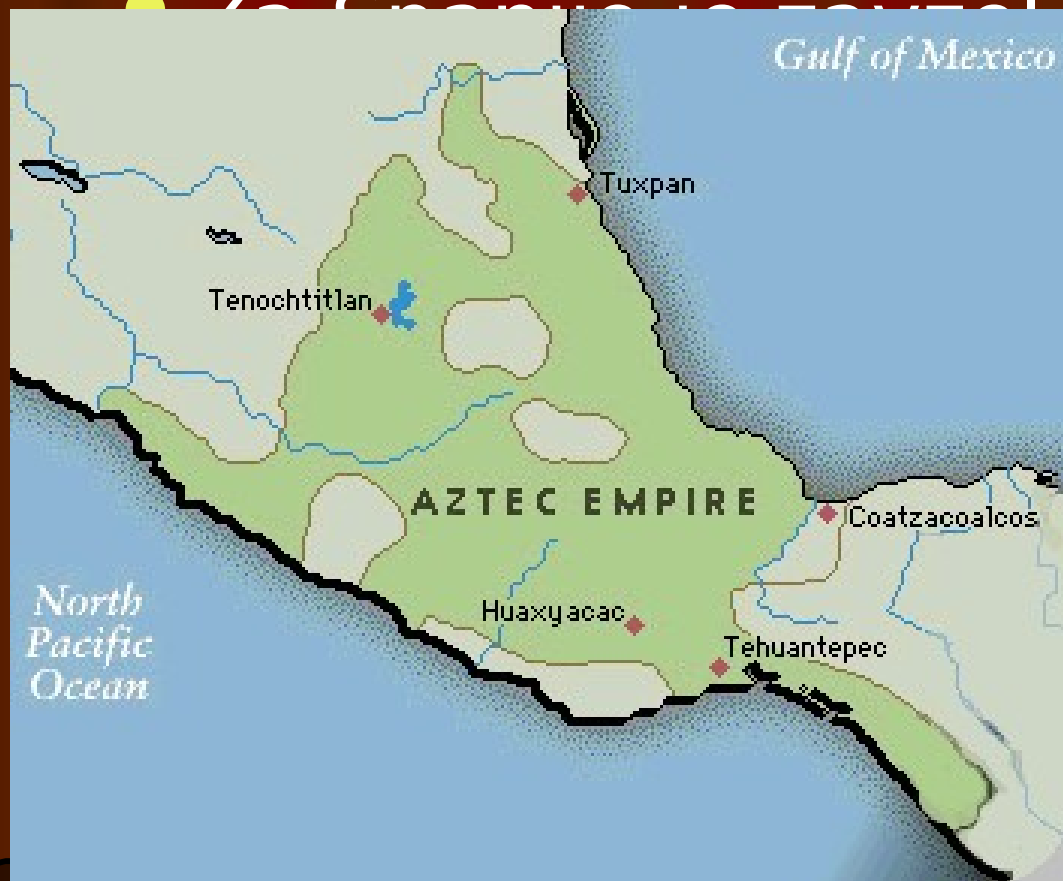 Gulf of Mexico
Tuxpan
Tenochtitlan
AZTEC EMPIRE
Coatzacoalcos
North
Pacific
Ocean
Huaxyacac
Tehuantepec